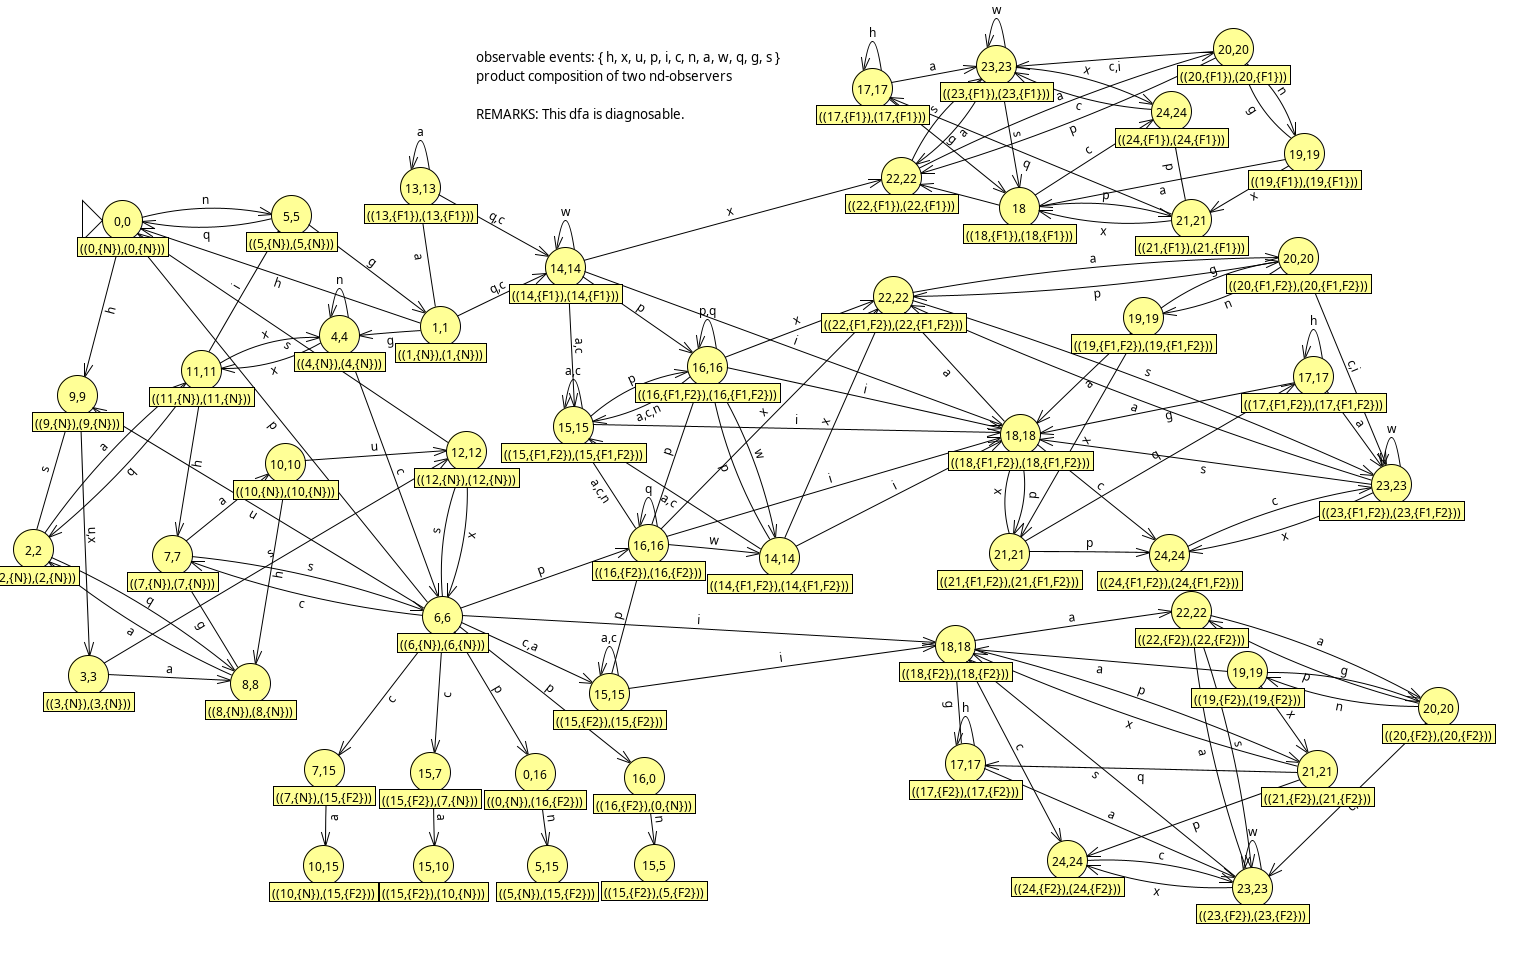 observable events: { h, x, u, p, i, c, n, a, w, q, g, s }
product composition of two nd-observers
REMARKS: This dfa is diagnosable.
w
h
23,23
((23,{F1}),(23,{F1}))
20,20
((20,{F1}),(20,{F1}))
17,17
((17,{F1}),(17,{F1}))
a
x
c,i
n
g
24,24
((24,{F1}),(24,{F1}))
a
c
s
a
g
s
p
c
q
p
19,19
((19,{F1}),(19,{F1}))
22,22
((22,{F1}),(22,{F1}))
18
((18,{F1}),(18,{F1}))
p
a
x
x
21,21
((21,{F1}),(21,{F1}))
a
13,13
((13,{F1}),(13,{F1}))
q,c
a
w
14,14
((14,{F1}),(14,{F1}))
x
q,c
0,0
((0,{N}),(0,{N}))
n
q
5,5
((5,{N}),(5,{N}))
g
h
i
h
1,1
((1,{N}),(1,{N}))
g
n
4,4
((4,{N}),(4,{N}))
x
s
x
11,11
((11,{N}),(11,{N}))
9,9
((9,{N}),(9,{N}))
p
c
h
a
q
s
10,10
((10,{N}),(10,{N}))
u
12,12
((12,{N}),(12,{N}))
a
u
s
x
x,n
h
2,2
2,{N}),(2,{N}))
7,7
((7,{N}),(7,{N}))
s
s
c
g
q
a
a
a
3,3
((3,{N}),(3,{N}))
8,8
((8,{N}),(8,{N}))
6,6
((6,{N}),(6,{N}))
p
a,c
p
i
22,22
((22,{F1,F2}),(22,{F1,F2}))
a
p
g
n
20,20
((20,{F1,F2}),(20,{F1,F2}))
19,19
((19,{F1,F2}),(19,{F1,F2}))
p,q
16,16
((16,{F1,F2}),(16,{F1,F2}))
x
i
a,c
p
a,c,n
15,15
((15,{F1,F2}),(15,{F1,F2}))
i
h
17,17
((17,{F1,F2}),(17,{F1,F2}))
c,i
a
s
a
a
g
q
a
18,18
((18,{F1,F2}),(18,{F1,F2}))
x
s
w
23,23
((23,{F1,F2}),(23,{F1,F2}))
x
x
p
p
w
a,c,n
a,c
q
16,16
((16,{F2}),(16,{F2}))
w
14,14
((14,{F1,F2}),(14,{F1,F2}))
i
i
x
p
c
c
x
21,21
((21,{F1,F2}),(21,{F1,F2}))
p
24,24
((24,{F1,F2}),(24,{F1,F2}))
c,a
p
a,c
15,15
((15,{F2}),(15,{F2}))
i
i
c
c
p
p
7,15
((7,{N}),(15,{F2}))
15,7
((15,{F2}),(7,{N}))
0,16
((0,{N}),(16,{F2}))
16,0
((16,{F2}),(0,{N}))
a
a
n
n
10,15
((10,{N}),(15,{F2}))
15,10
((15,{F2}),(10,{N}))
5,15
((5,{N}),(15,{F2}))
15,5
((15,{F2}),(5,{F2}))
18,18
((18,{F2}),(18,{F2}))
a
22,22
((22,{F2}),(22,{F2}))
a
g
p
n
a
19,19
((19,{F2}),(19,{F2}))
20,20
((20,{F2}),(20,{F2}))
p
x
x
g
h
17,17
((17,{F2}),(17,{F2}))
c
s
q
a
s
21,21
((21,{F2}),(21,{F2}))
a
p
w
24,24
((24,{F2}),(24,{F2}))
c
x
23,23
((23,{F2}),(23,{F2}))